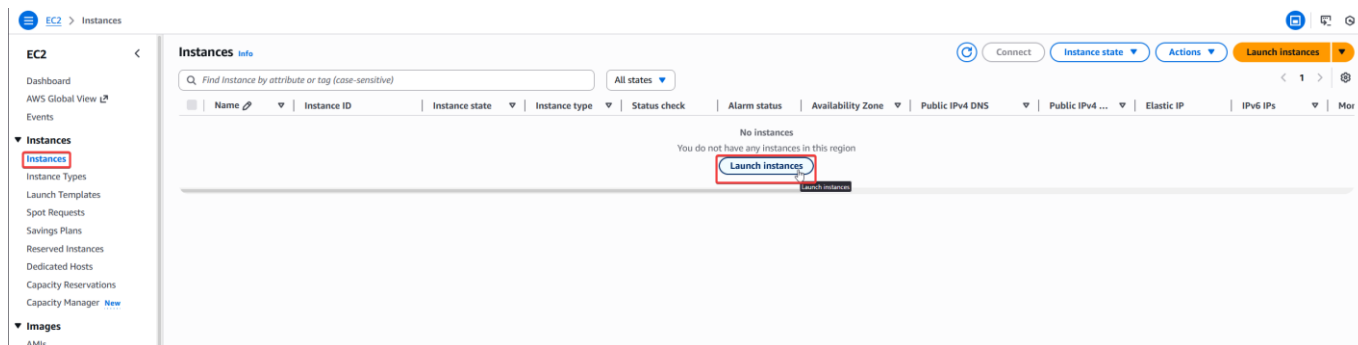 EC2 > Instances
EC2
Dashboard
AWS Global View
Events
Instances
Instances
Instance Types
Launch Templates
Spot Requests
Savings Plans
Reserved Instances
Dedicated Hosts
Capacity Reservations
Capacity Manager New
Images
AMIs
Instances Info
Connect
Instance state
Actions
Launch instances
Find Instance by attribute or tag (case-sensitive)
All states
1
Name
Instance ID
Instance state
Instance type
Status check
Alarm status
Availability Zone
Public IPv4 DNS
Public IPv4 ...
Elastic IP
IPv6 IPs
Mor
No instances
You do not have any instances in this region
Launch instances
Launch instances